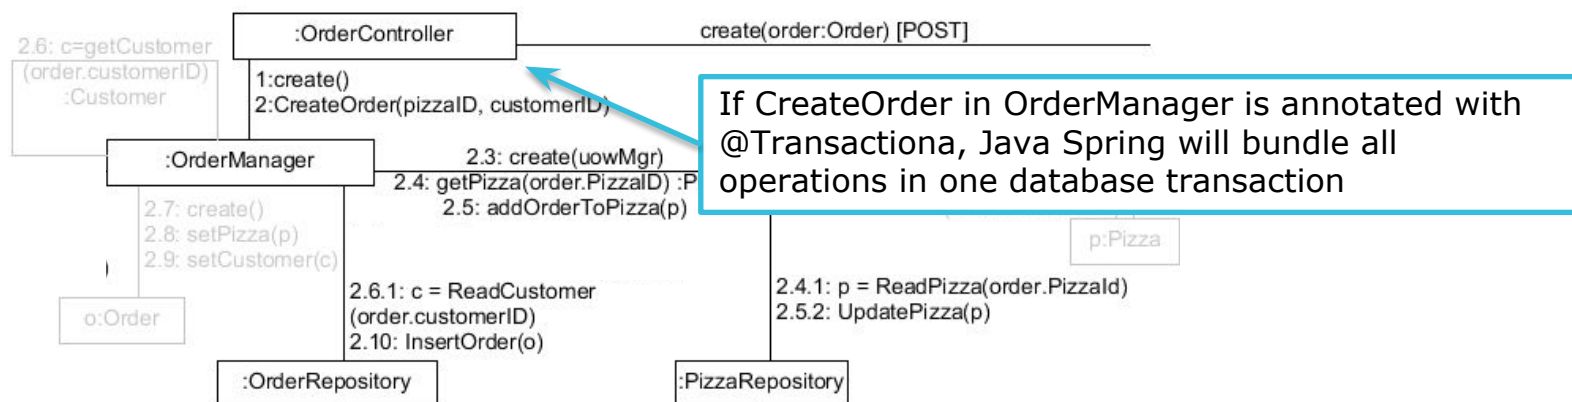 :OrderController
create(order:Order) [POST]
2.6: c=getCustomer
(order.customerID)
:Customer
1:create()
2:CreateOrder(pizzaID, customerID)
If CreateOrder in OrderManager is annotated with
@Transactiona, Java Spring will bundle all
operations in one database transaction
:OrderManager
2.3: create(uowMgr)
2.4: getPizza(order.PizzaID) :P
2.5: addOrderToPizza(p)
2.7: create()
2.8: setPizza(p)
2.9: setCustomer(c)
)
p:Pizza
2.6.1: c = ReadCustomer
(order.customerID)
2.10: InsertOrder(o)
2.4.1: p = ReadPizza(order.PizzaId)
2.5.2: UpdatePizza(p)
o:Order
:OrderRepository
:PizzaRepository